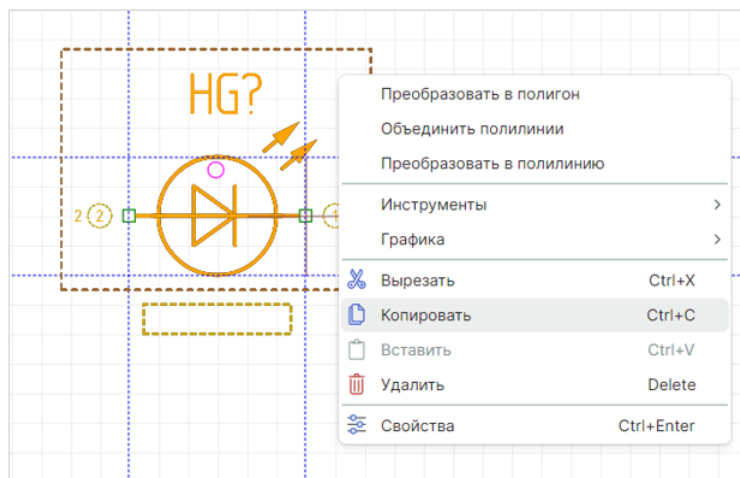 HG?
Преобразовать в полигон
Объединить полилинии
Преобразовать в полилинию
Инструменты
2 2 1
Графика
Вырезать Ctrl+X
Копировать Ctrl+C
Вставить Ctrl+V
Удалить Delete
Свойства Ctrl+Enter